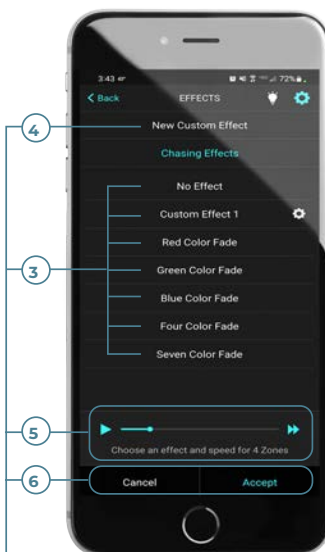 3:43
72%
< Back EFFECTS
4 New Custom Effect
Chasing Effects
No Effect
Custom Effect 1
3 Red Color Fade
Green Color Fade
Blue Color Fade
Four Color Fade
Seven Color Fade
5
Choose an effect and speed for 4 Zones
6 Cancel Accept